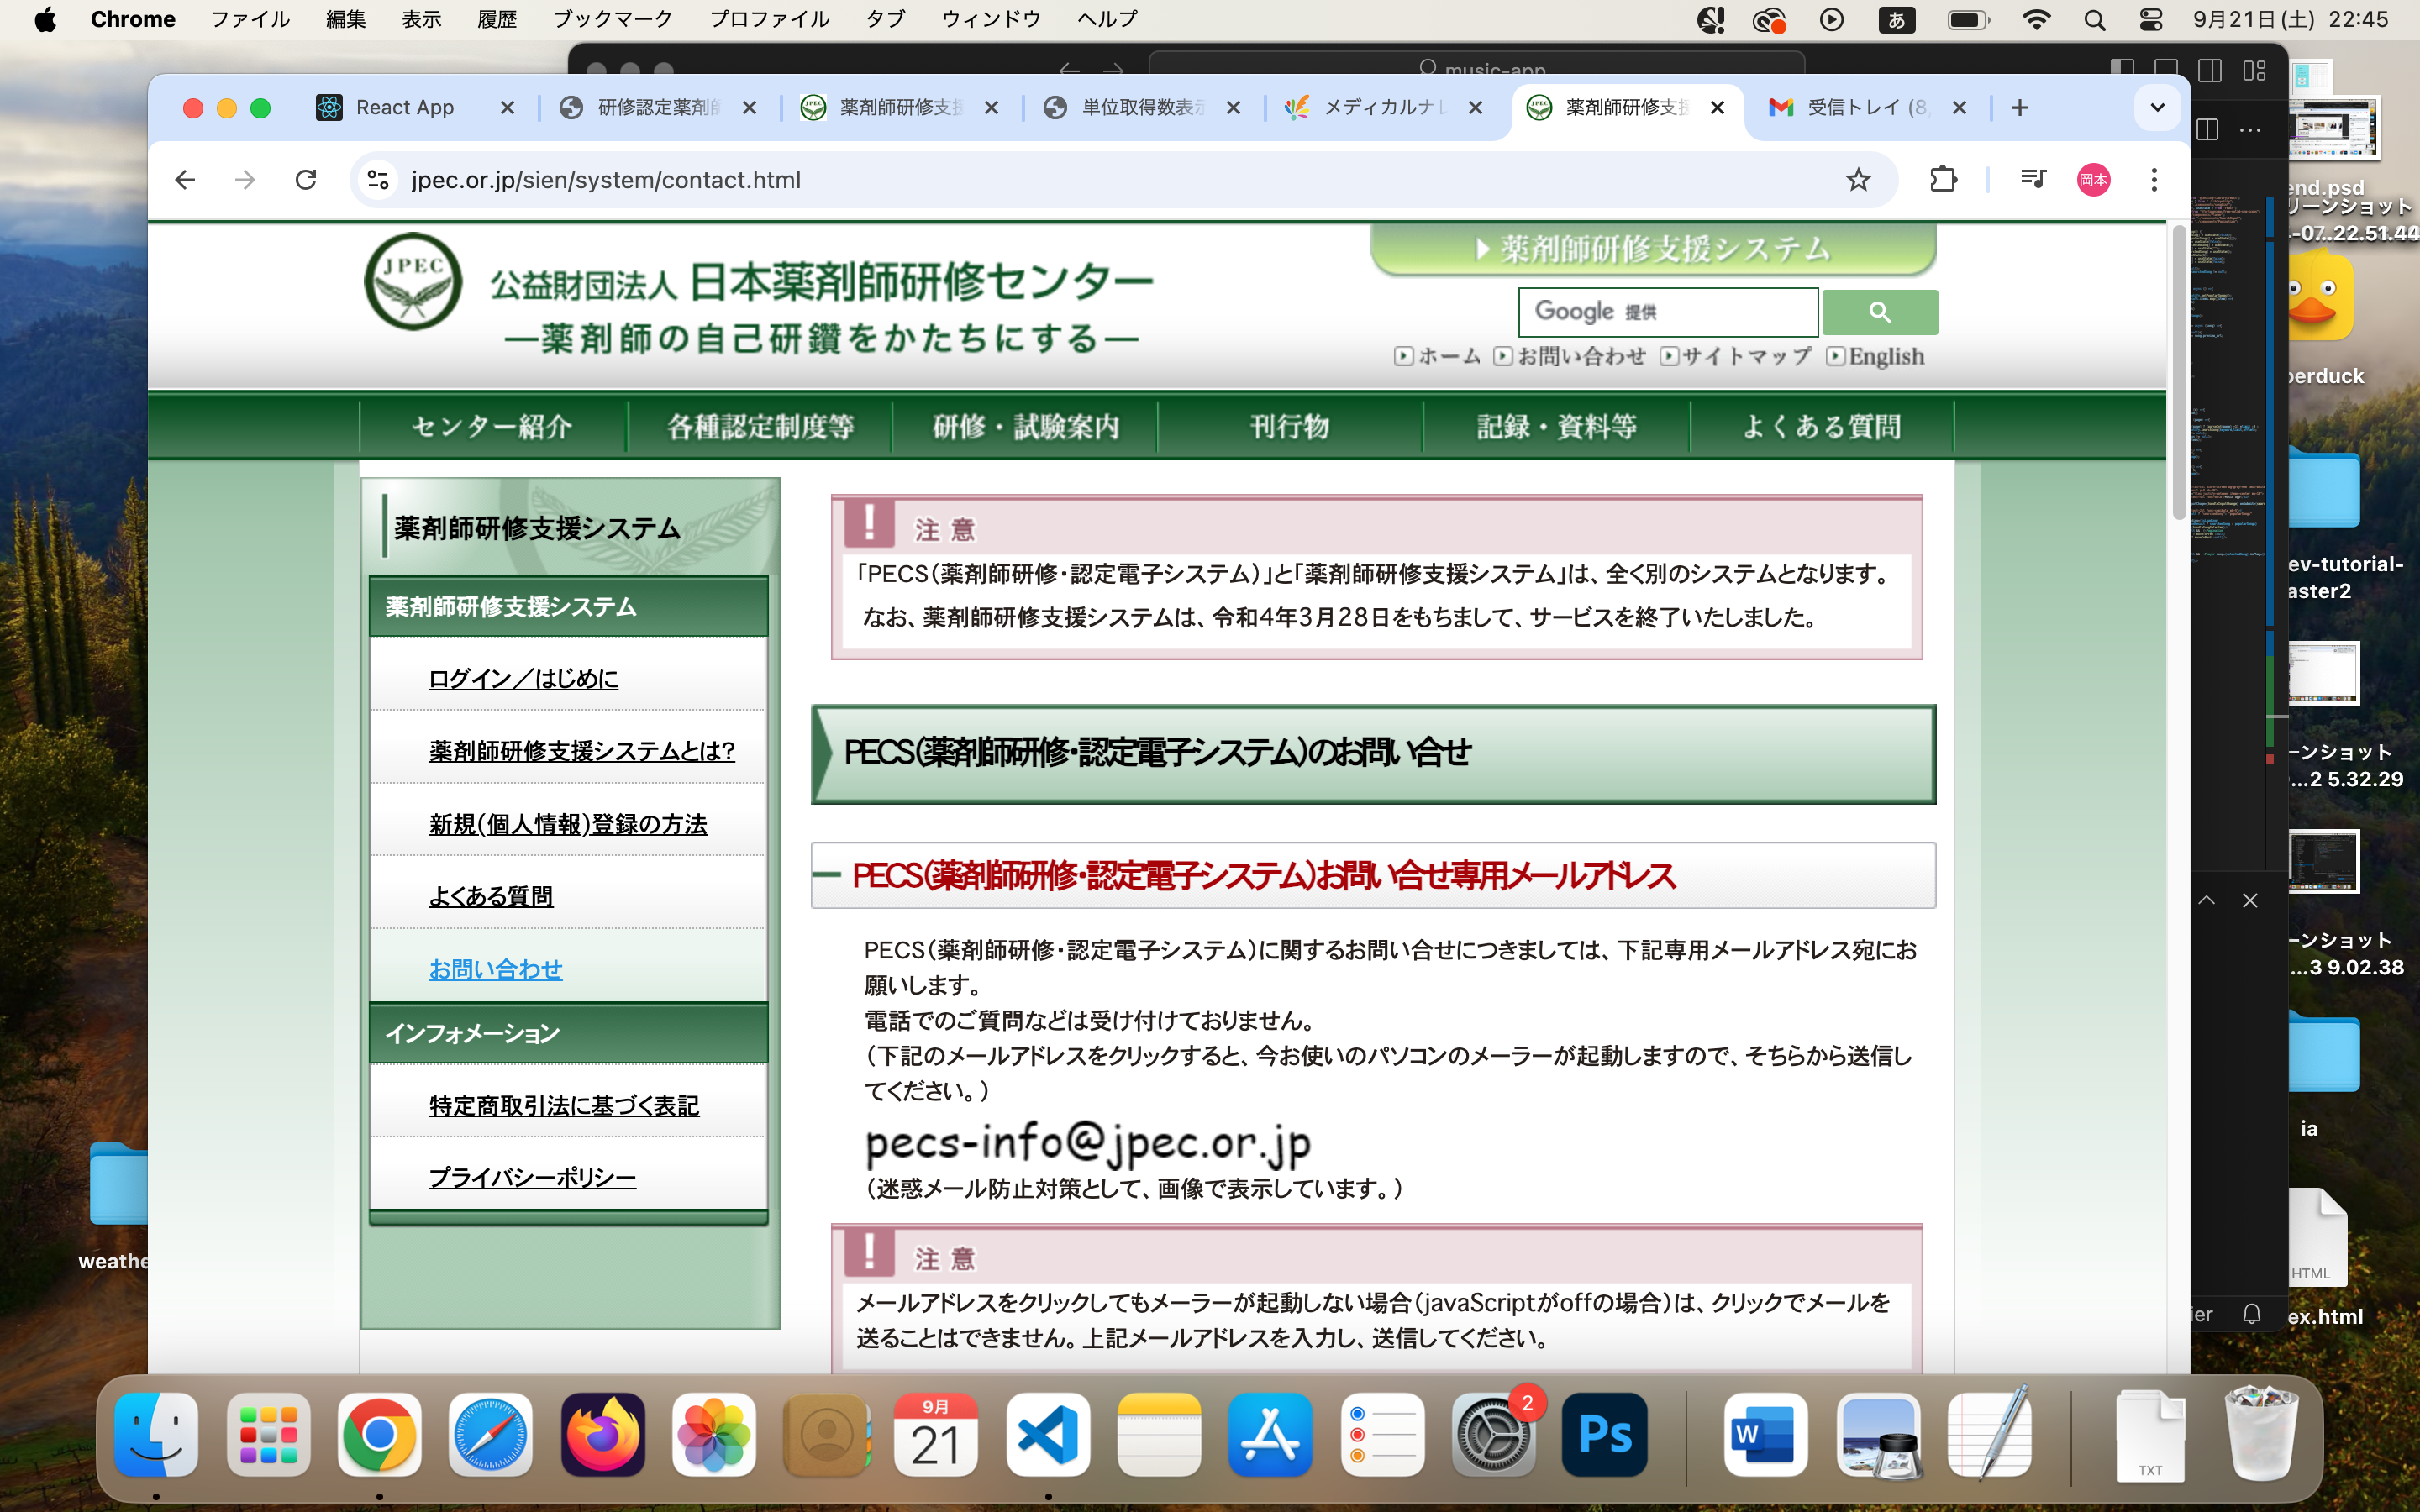 Chrome ファイル 編集 表示 履歴 ブックマーク プロファイル タブ ウィンドウ ヘルプ あ 9月21日(土) 22:45
music-app
React App 研修認定薬剤師 薬剤師研修支援 単位取得数表示 メディカルナレ 薬剤師研修支援 受信トレイ (8,
jpec.or.jp/sien/system/contact.html 岡本
JPEC
公益財団法人 日本薬剤師研修センター
―薬剤師の自己研鑽をかたちにする―
薬剤師研修支援システム
Google 提供
ホーム お問い合わせ サイトマップ English
センター紹介 各種認定制度等 研修・試験案内 刊行物 記録・資料等 よくある質問
薬剤師研修支援システム
薬剤師研修支援システム
ログイン／はじめに
薬剤師研修支援システムとは?
新規(個人情報)登録の方法
よくある質問
お問い合わせ
インフォメーション
特定商取引法に基づく表記
プライバシーポリシー
! 注意
「PECS（薬剤師研修・認定電子システム）」と「薬剤師研修支援システム」は、全く別のシステムとなります。
なお、薬剤師研修支援システムは、令和4年3月28日をもちまして、サービスを終了いたしました。
PECS(薬剤師研修・認定電子システム)のお問い合せ
PECS(薬剤師研修・認定電子システム)お問い合せ専用メールアドレス
PECS（薬剤師研修・認定電子システム）に関するお問い合せにつきましては、下記専用メールアドレス宛にお
願いします。
電話でのご質問などは受け付けておりません。
（下記のメールアドレスをクリックすると、今お使いのパソコンのメーラーが起動しますので、そちらから送信し
てください。）
pecs-info@jpec.or.jp
（迷惑メール防止対策として、画像で表示しています。）
! 注意
メールアドレスをクリックしてもメーラーが起動しない場合（javaScriptがoffの場合）は、クリックでメールを
送ることはできません。上記メールアドレスを入力し、送信してください。
end.psd
リーンショット
-07...22.51.44
berduck
ev-tutorial-
aster2
ーンショット
...2 5.32.29
ーンショット
...3 9.02.38
ia
HTML
ex.html
ier
weathe
9月
21
2
Ps
W
TXT